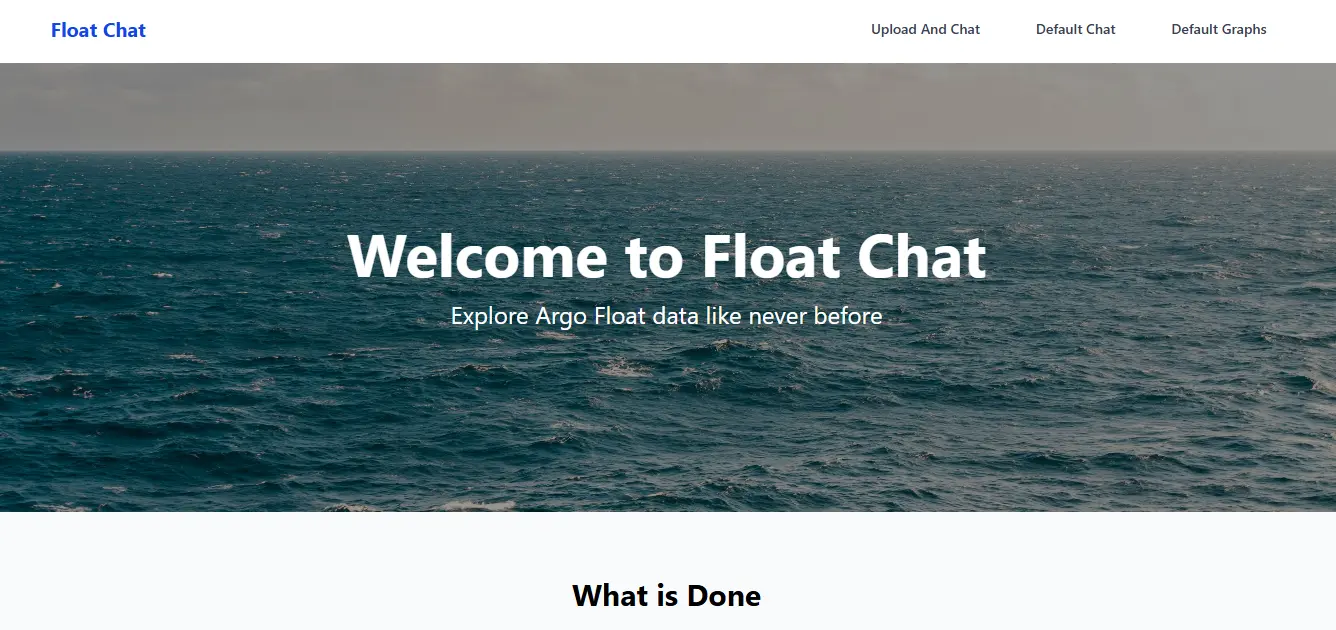 Float Chat
Upload And Chat
Default Chat
Default Graphs
Welcome to Float Chat
Explore Argo Float data like never before
What is Done